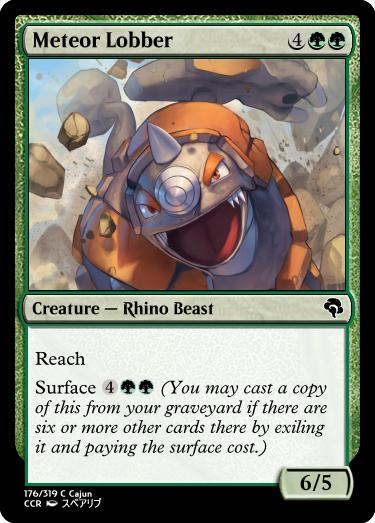 Meteor Lobber 4
Creature — Rhino Beast
Reach
Surface 4 (You may cast a copy
of this from your graveyard if there are
six or more other cards there by exiling
it and paying the surface cost.)
6/5
176/319 C Cajun
CCR スペアリブ